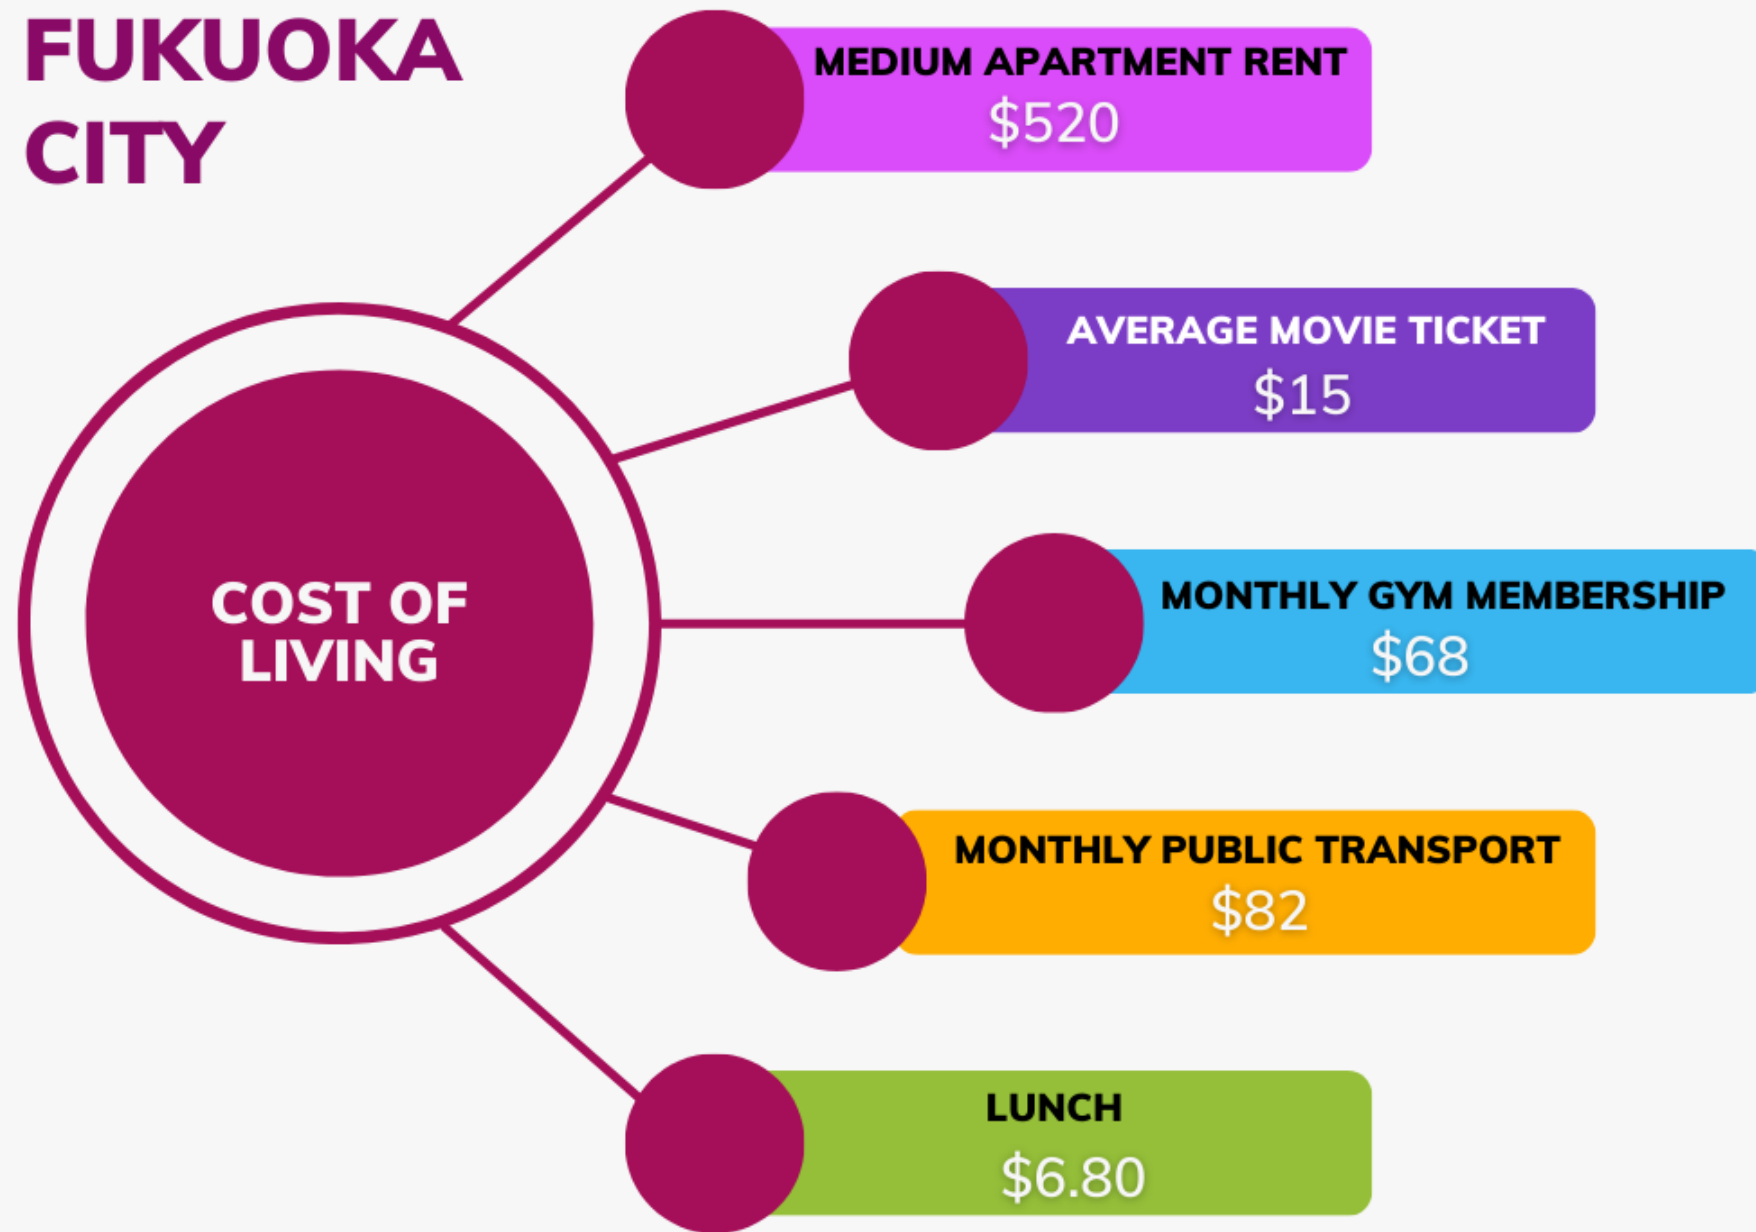 FUKUOKA
CITY
MEDIUM APARTMENT RENT
$520
AVERAGE MOVIE TICKET
$15
COST OF
LIVING
MONTHLY GYM MEMBERSHIP
$68
MONTHLY PUBLIC TRANSPORT
$82
LUNCH
$6.80